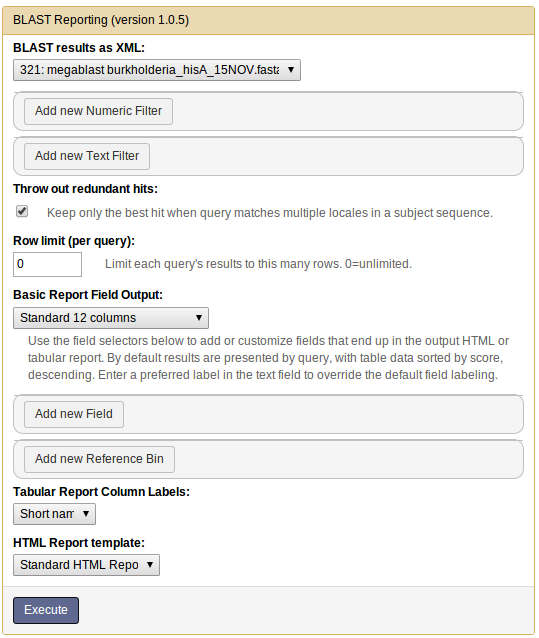 BLAST Reporting (version 1.0.5)
BLAST results as XML:
321: megablast burkholderia_hisA_15NOV.fasta
Add new Numeric Filter
Add new Text Filter
Throw out redundant hits:
Keep only the best hit when query matches multiple locales in a subject sequence.
Row limit (per query):
0
Limit each query's results to this many rows. 0=unlimited.
Basic Report Field Output:
Standard 12 columns
Use the field selectors below to add or customize fields that end up in the output HTML or
tabular report. By default results are presented by query, with table data sorted by score,
descending. Enter a preferred label in the text field to override the default field labeling.
Add new Field
Add new Reference Bin
Tabular Report Column Labels:
Short nam
HTML Report template:
Standard HTML Repo
Execute